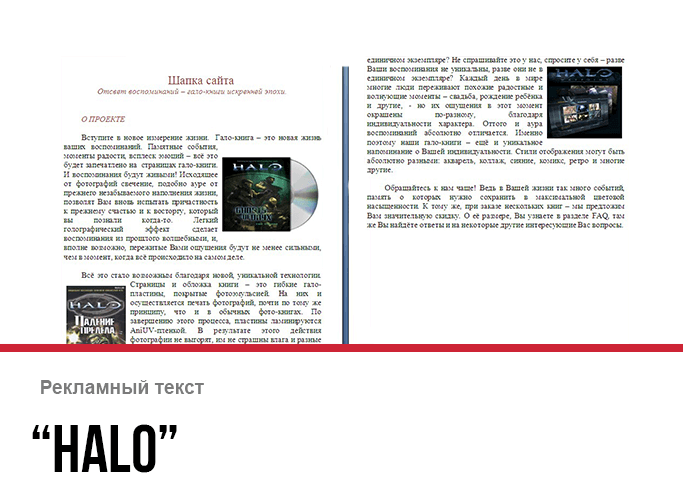 Шапка сайта
Отсвет воспоминаний – гало-книги искренней эпохи.
О ПРОЕКТЕ
Вступите в новое измерение жизни. Гало-книга – это новая жизнь
ваших воспоминаний. Памятные события,
моменты радости, всплеск эмоций – всё это
будет запечатлено на страницах гало-книги.
И воспоминания будут живыми! Исходящее
от фотографий свечение, подобно ауре от
прежнего незабываемого наполнения жизни,
позволят Вам вновь испытать причастность
к прежнему счастью и к восторгу, который
вы познали когда-то. Легкий
голографический эффект сделает
воспоминания из прошлого волшебными, и,
вполне возможно, пережитые Вами ощущения будут не менее сильными,
чем в момент, когда всё происходило на самом деле.
HALO
Всё это стало возможным благодаря новой, уникальной технологии.
Страницы и обложка книги – это гибкие гало-
пластины, покрытые фотоэмульсией. На них и
осуществляется печать фотографий, почти по тому же
принципу, что и в обычных фото-книгах. По
завершению этого процесса, пластины ламинируются
AniUV-пленкой. В результате этого действия
фотографии не выгорят, им не страшны влага и разные
HALO
ПАДЕНИЕ
ПРЕДЕЛА
единичном экземпляре? Не спрашивайте это у нас, спросите у себя – разве
Ваши воспоминания не уникальны, разве они не в
единичном экземпляре? Каждый день в мире
многие люди переживают похожие радостные и
волнующие моменты – свадьба, рождение ребёнка
и другие, - но их ощущения в этот момент
окрашены по-разному, благодаря
индивидуальности характера. Оттого и аура
воспоминаний абсолютно отличается. Именно
поэтому наши гало-книги – ещё и уникальное
напоминание о Вашей индивидуальности. Стили отображения могут быть
абсолютно разными: акварель, коллаж, сияние, комикс, ретро и многие
другие.
HALO
Обращайтесь к нам чаще! Ведь в Вашей жизни так много событий,
память о которых нужно сохранить в максимальной цветовой
насыщенности. К тому же, при заказе нескольких книг – мы предложим
Вам значительную скидку. О её размере, Вы узнаете в разделе FAQ, там
же Вы найдёте ответы и на некоторые другие интересующие Вас вопросы.
Рекламный текст
“HALO”